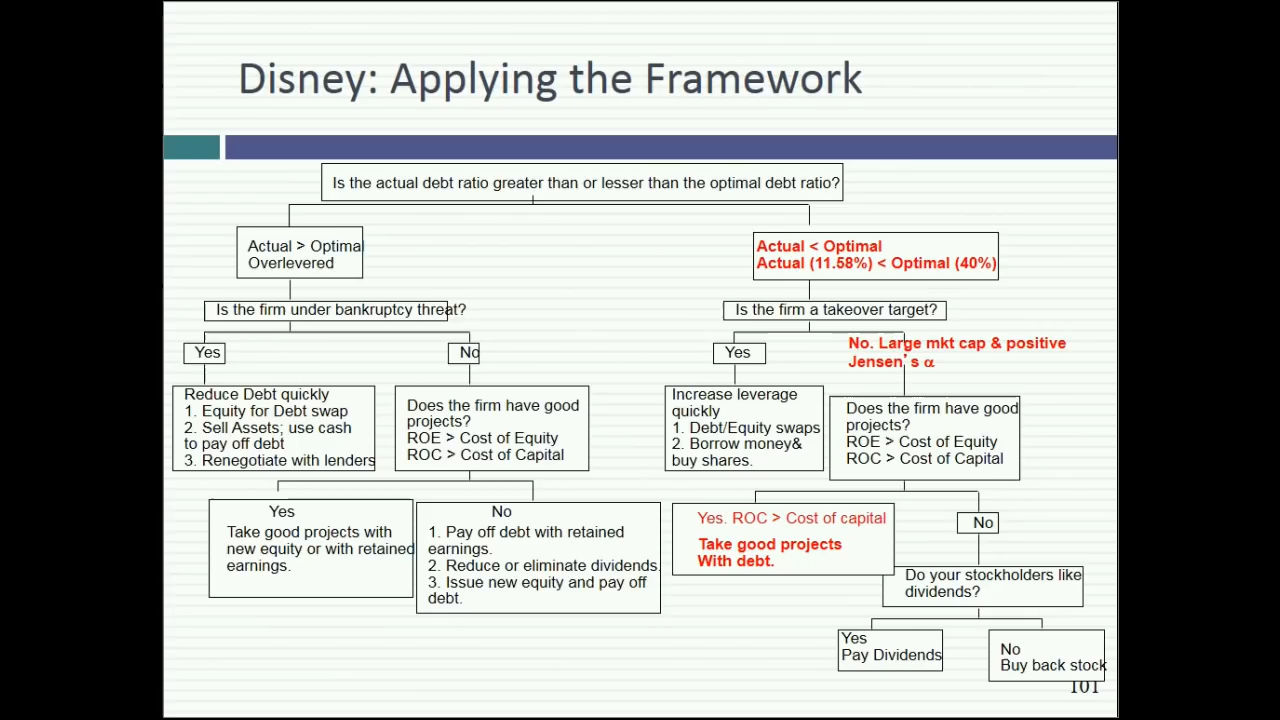 Disney: Applying the Framework
Is the actual debt ratio greater than or lesser than the optimal debt ratio?
Actual > Optimal
Overlevered
Actual < Optimal
Actual (11.58%) < Optimal (40%)
Is the firm under bankruptcy threat?
Is the firm a takeover target?
Yes
No
Yes
No. Large mkt cap & positive
Jensen’s α
Reduce Debt quickly
1. Equity for Debt swap
2. Sell Assets; use cash
to pay off debt
3. Renegotiate with lenders
Does the firm have good
projects?
ROE > Cost of Equity
ROC > Cost of Capital
Increase leverage
quickly
1. Debt/Equity swaps
2. Borrow money&
buy shares.
Does the firm have good
projects?
ROE > Cost of Equity
ROC > Cost of Capital
Yes
Take good projects with
new equity or with retained
earnings.
No
1. Pay off debt with retained
earnings.
2. Reduce or eliminate dividends.
3. Issue new equity and pay off
debt.
Yes. ROC > Cost of capital
Take good projects
With debt.
No
Do your stockholders like
dividends?
Yes
Pay Dividends
No
Buy back stock
101